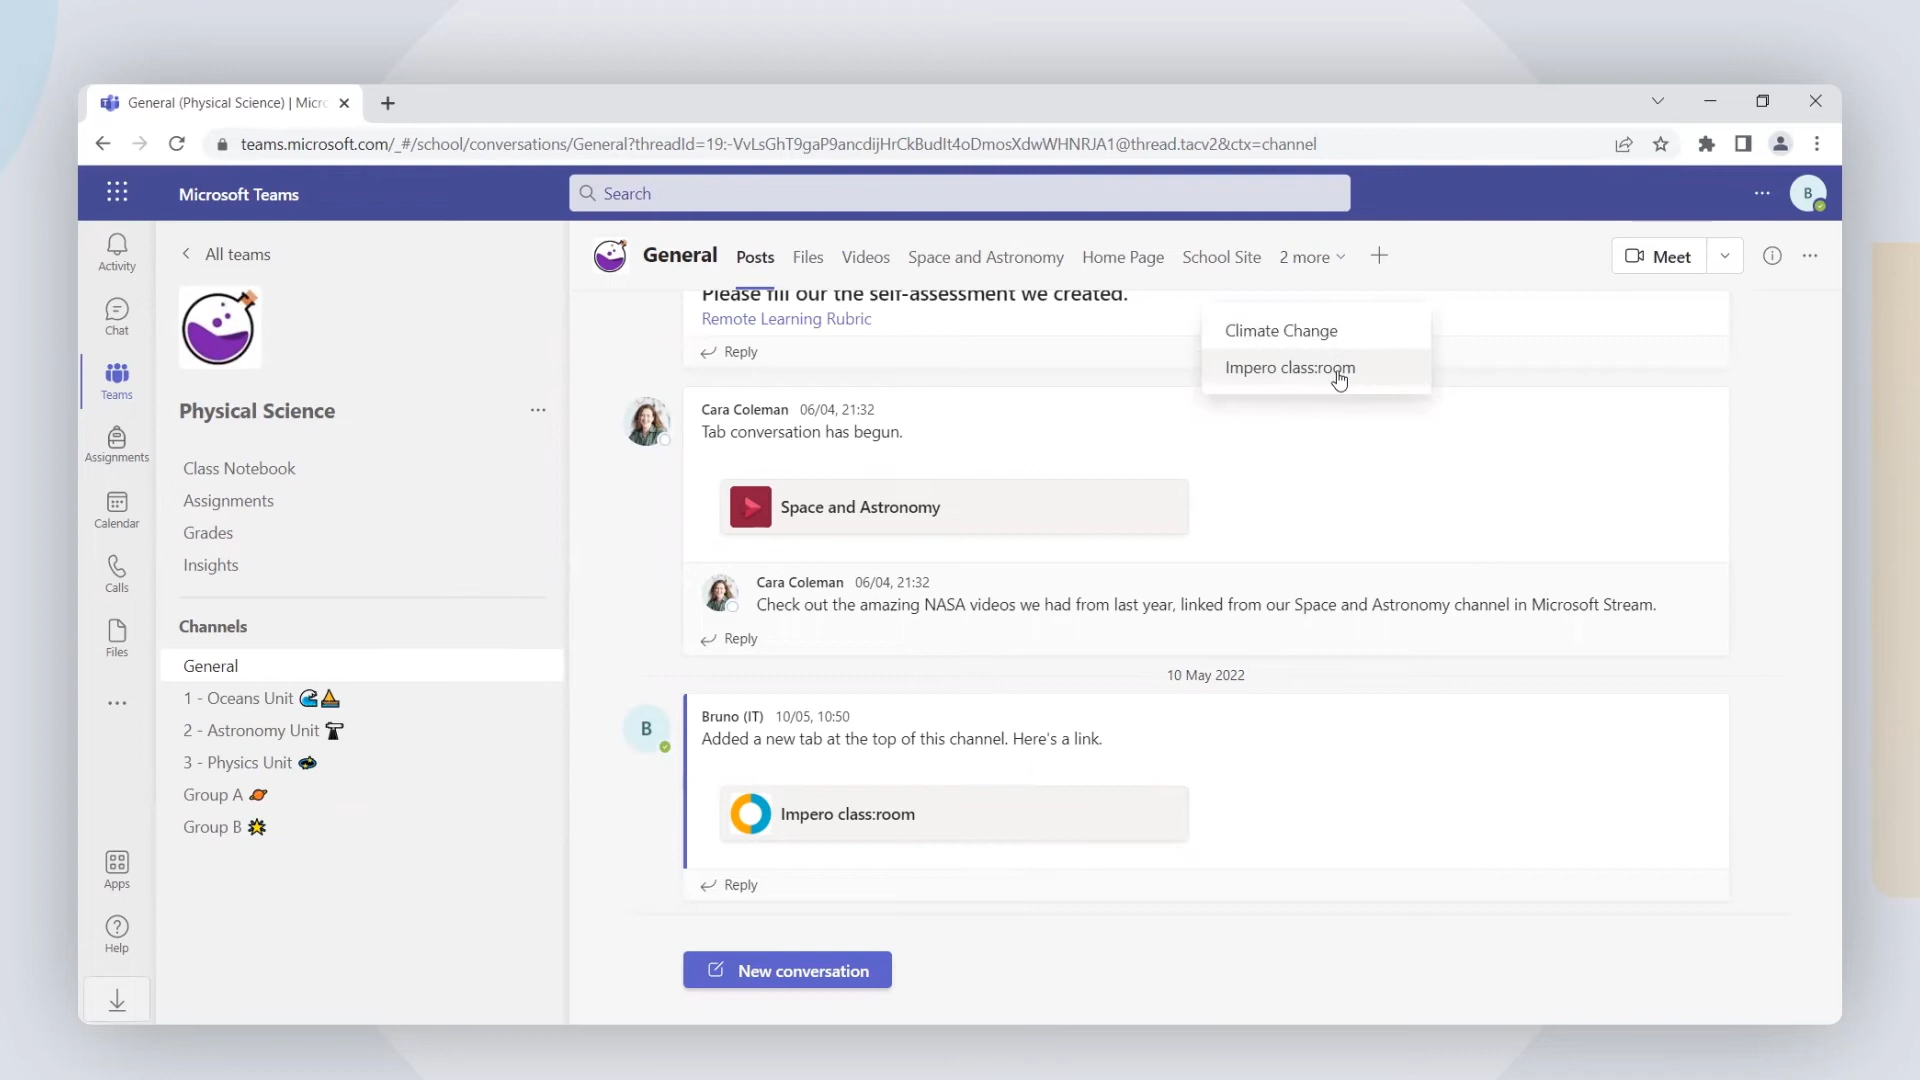 General (Physical Science) | Micr
teams.microsoft.com/_#/school/conversations/General?threadId=19:-VvLsGhT9gaP9ancdijHrCkBudIt4oDmosXdwWHNRJA1@thread.tacv2&ctx=channel
Microsoft Teams
Search
B
Activity
Chat
Teams
Assignments
Calendar
Calls
Files
Apps
Help
All teams
Physical Science
Class Notebook
Assignments
Grades
Insights
Channels
General
1 - Oceans Unit
2 - Astronomy Unit
3 - Physics Unit
Group A
Group B
General Posts Files Videos Space and Astronomy Home Page School Site 2 more
Meet
Climate Change
Impero class:room
Please fill our the self-assessment we created.
Remote Learning Rubric
Reply
Cara Coleman 06/04, 21:32
Tab conversation has begun.
Space and Astronomy
Cara Coleman 06/04, 21:32
Check out the amazing NASA videos we had from last year, linked from our Space and Astronomy channel in Microsoft Stream.
Reply
10 May 2022
B
Bruno (IT) 10/05, 10:50
Added a new tab at the top of this channel. Here's a link.
Impero class:room
Reply
New conversation